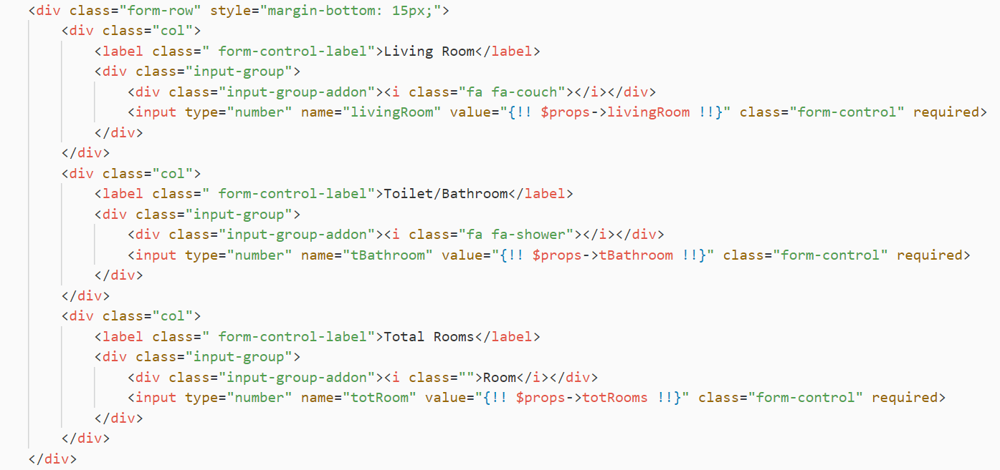 <div class="form-row" style="margin-bottom: 15px;">
    <div class="col">
        <label class=" form-control-label">Living Room</label>
        <div class="input-group">
            <div class="input-group-addon"><i class="fa fa-couch"></i></div>
            <input type="number" name="livingRoom" value="{!! $props->livingRoom !!}" class="form-control" required>
        </div>
    </div>
    <div class="col">
        <label class=" form-control-label">Toilet/Bathroom</label>
        <div class="input-group">
            <div class="input-group-addon"><i class="fa fa-shower"></i></div>
            <input type="number" name="tBathroom" value="{!! $props->tBathroom !!}" class="form-control" required>
        </div>
    </div>
    <div class="col">
        <label class=" form-control-label">Total Rooms</label>
        <div class="input-group">
            <div class="input-group-addon"><i class="">Room</i></div>
            <input type="number" name="totRoom" value="{!! $props->totRooms !!}" class="form-control" required>
        </div>
    </div>
</div>